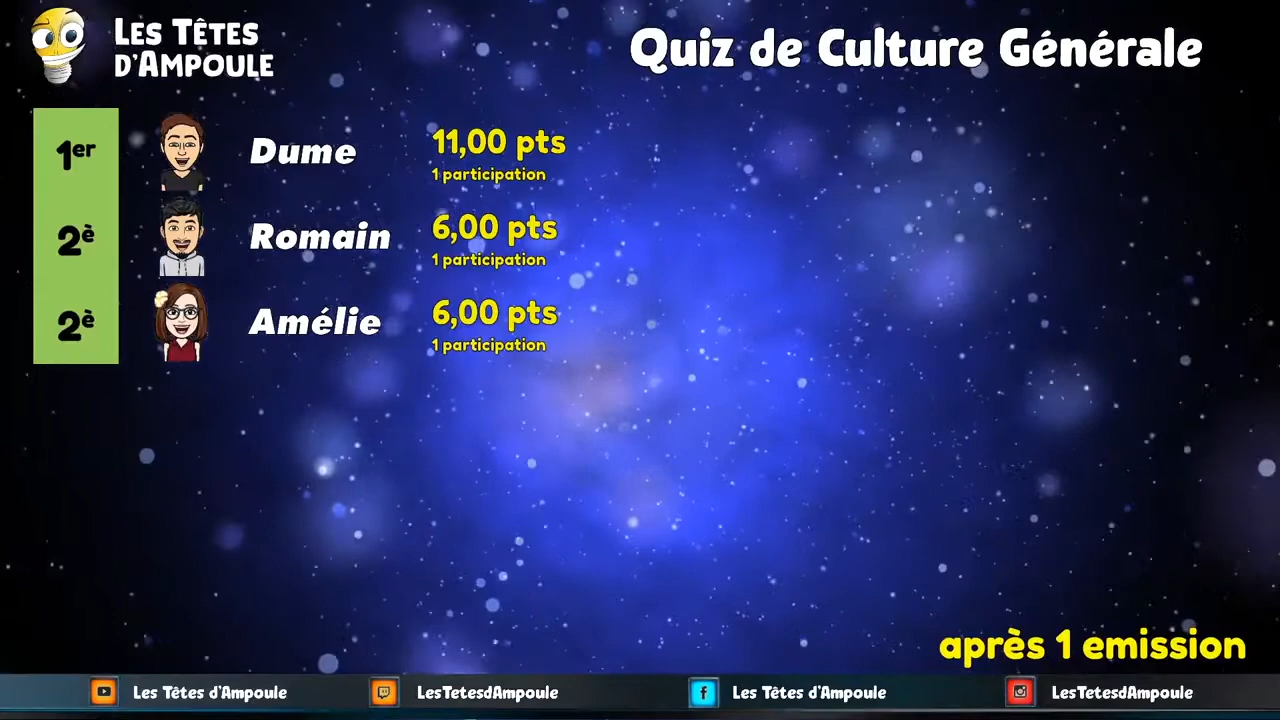 Les Têtes
d'Ampoule
Quiz de Culture Générale
1er
Dume
11,00 pts
1 participation
2è
Romain
6,00 pts
1 participation
2è
Amélie
6,00 pts
1 participation
après 1 emission
Les Têtes d'Ampoule
LesTetesdAmpoule
Les Têtes d'Ampoule
LesTetesdAmpoule